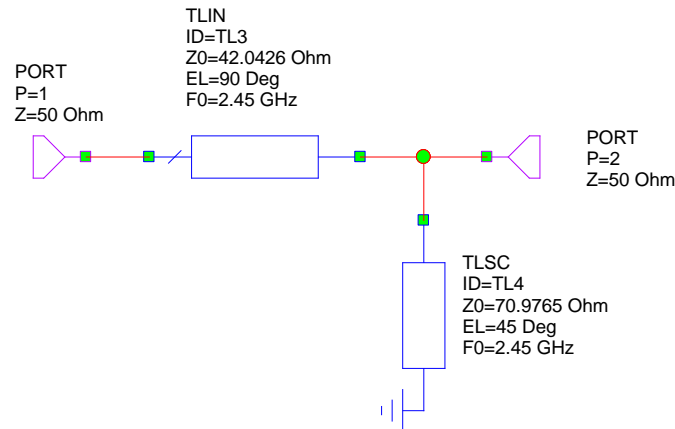 TLIN
ID=TL3
Z0=42.0426 Ohm
EL=90 Deg
F0=2.45 GHz
PORT
P=1
Z=50 Ohm
PORT
P=2
Z=50 Ohm
TLSC
ID=TL4
Z0=70.9765 Ohm
EL=45 Deg
F0=2.45 GHz